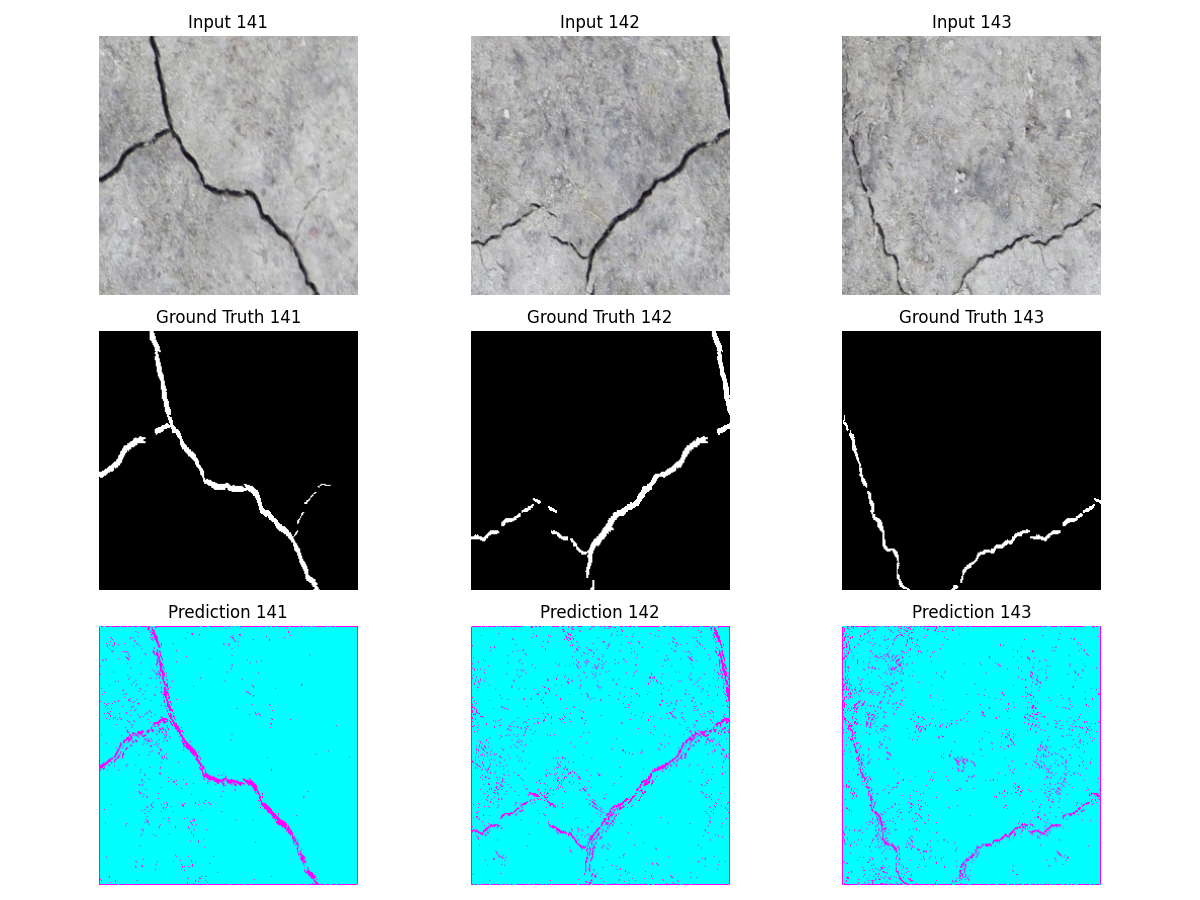 Input 141
Input 142
Input 143
Ground Truth 141
Ground Truth 142
Ground Truth 143
Prediction 141
Prediction 142
Prediction 143